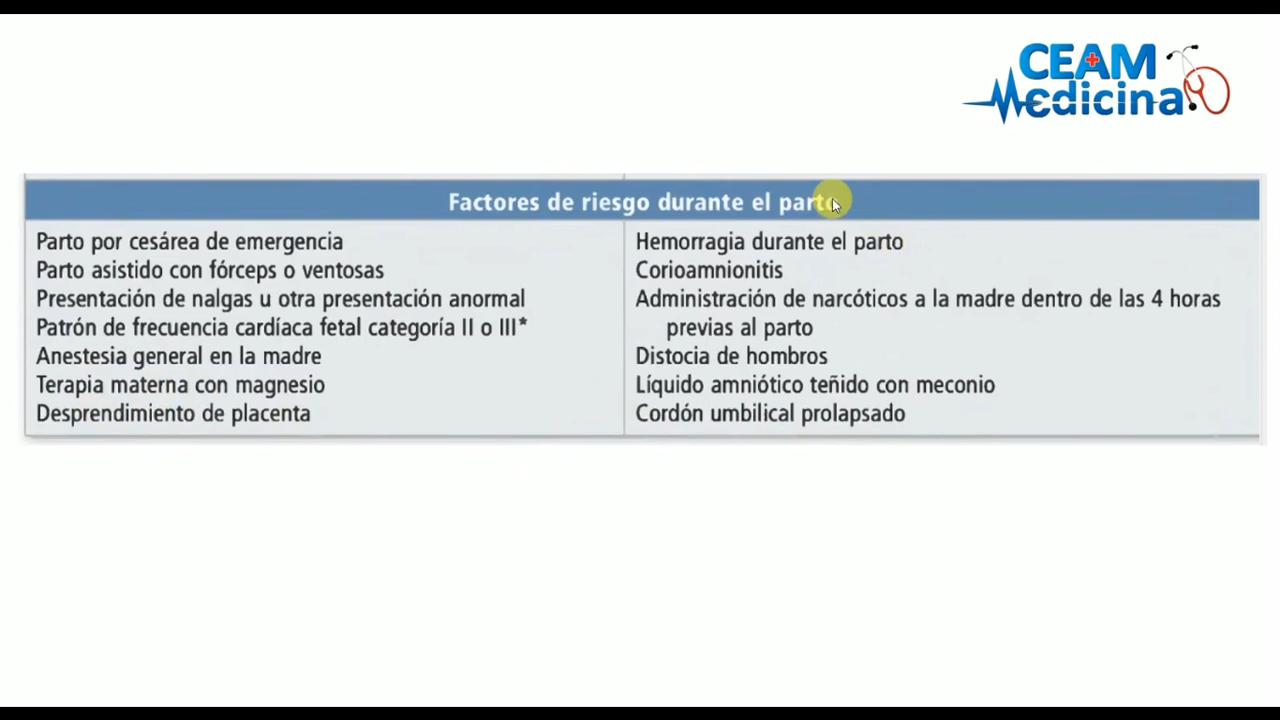 CEAM
Medicina
Factores de riesgo durante el parto
Parto por cesárea de emergencia
Parto asistido con fórceps o ventosas
Presentación de nalgas u otra presentación anormal
Patrón de frecuencia cardíaca fetal categoría II o III*
Anestesia general en la madre
Terapia materna con magnesio
Desprendimiento de placenta
Hemorragia durante el parto
Corioamnionitis
Administración de narcóticos a la madre dentro de las 4 horas
previas al parto
Distocia de hombros
Líquido amniótico teñido con meconio
Cordón umbilical prolapsado